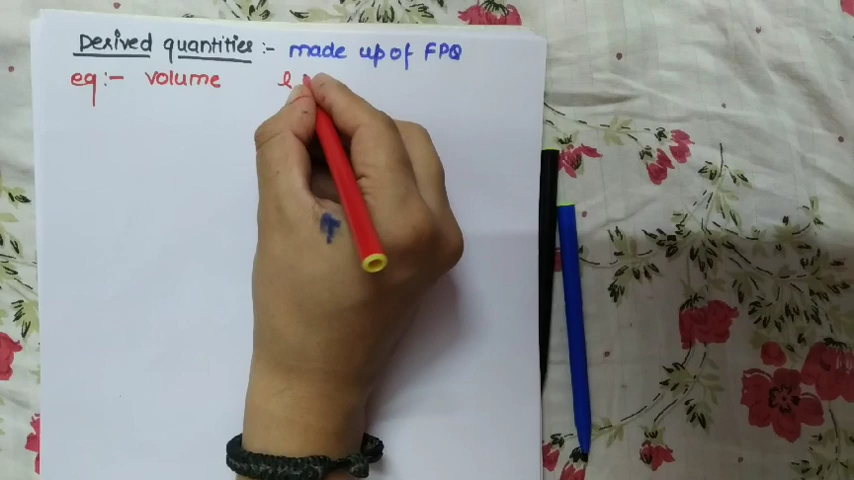 Derived quantities :- made up of FPQ
eg :- volume l